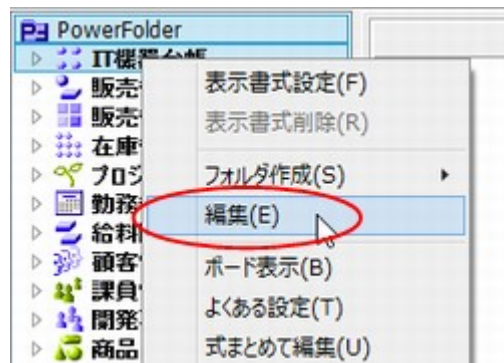 PowerFolder
IT機器台帳
販売
販売
在庫
プロジ
勤務
給料
顧客
課員
開発
商品
表示書式設定(F)
表示書式削除(R)
フォルダ作成(S)
編集(E)
ボード表示(B)
よくある設定(T)
式まとめて編集(U)